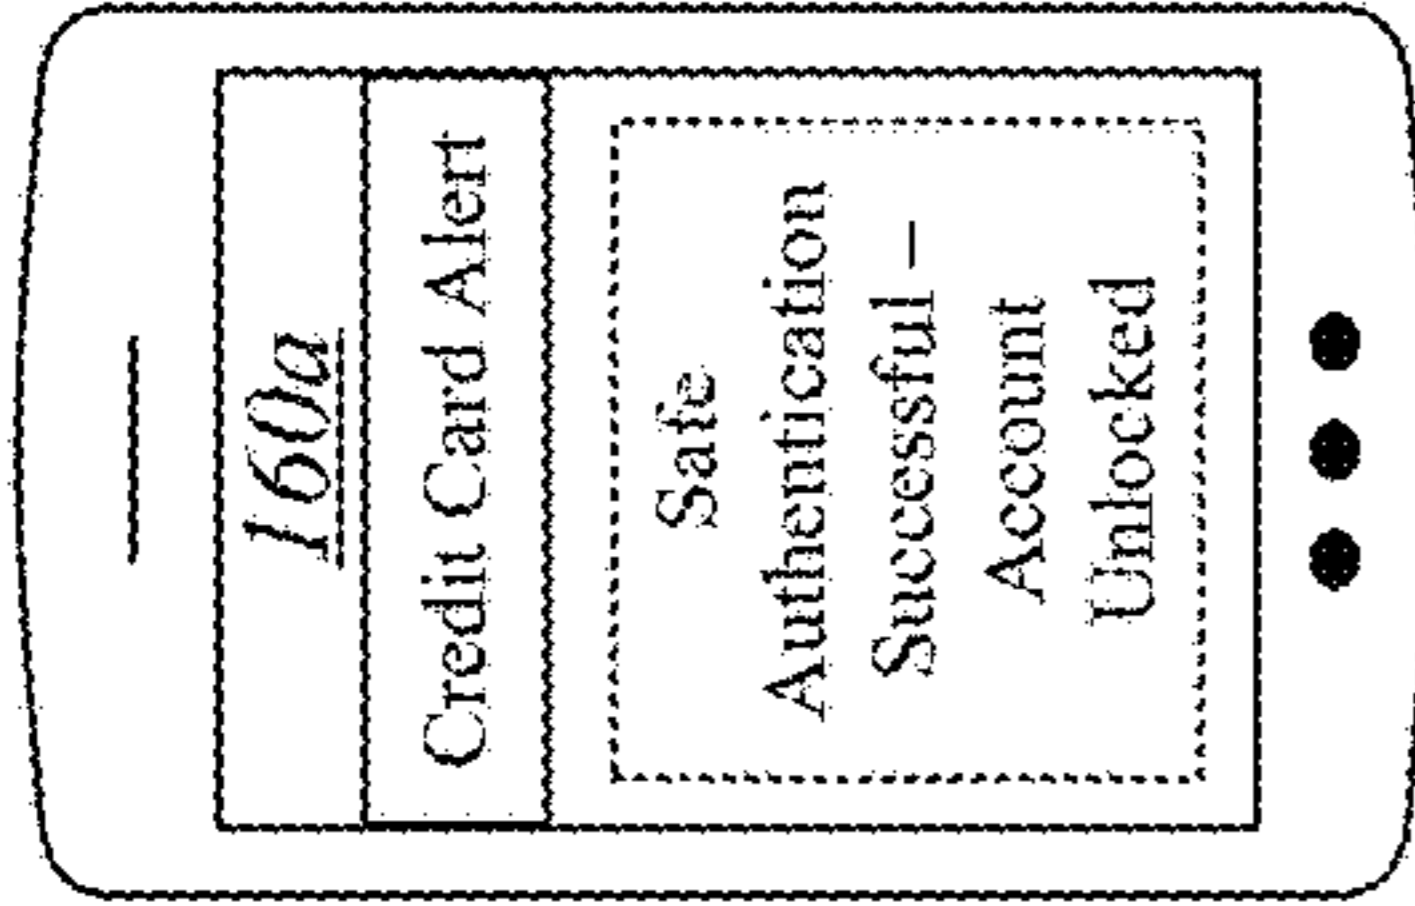 160a
Credit Card Alert
Safe
Authentication
Successful –
Account
Unlocked